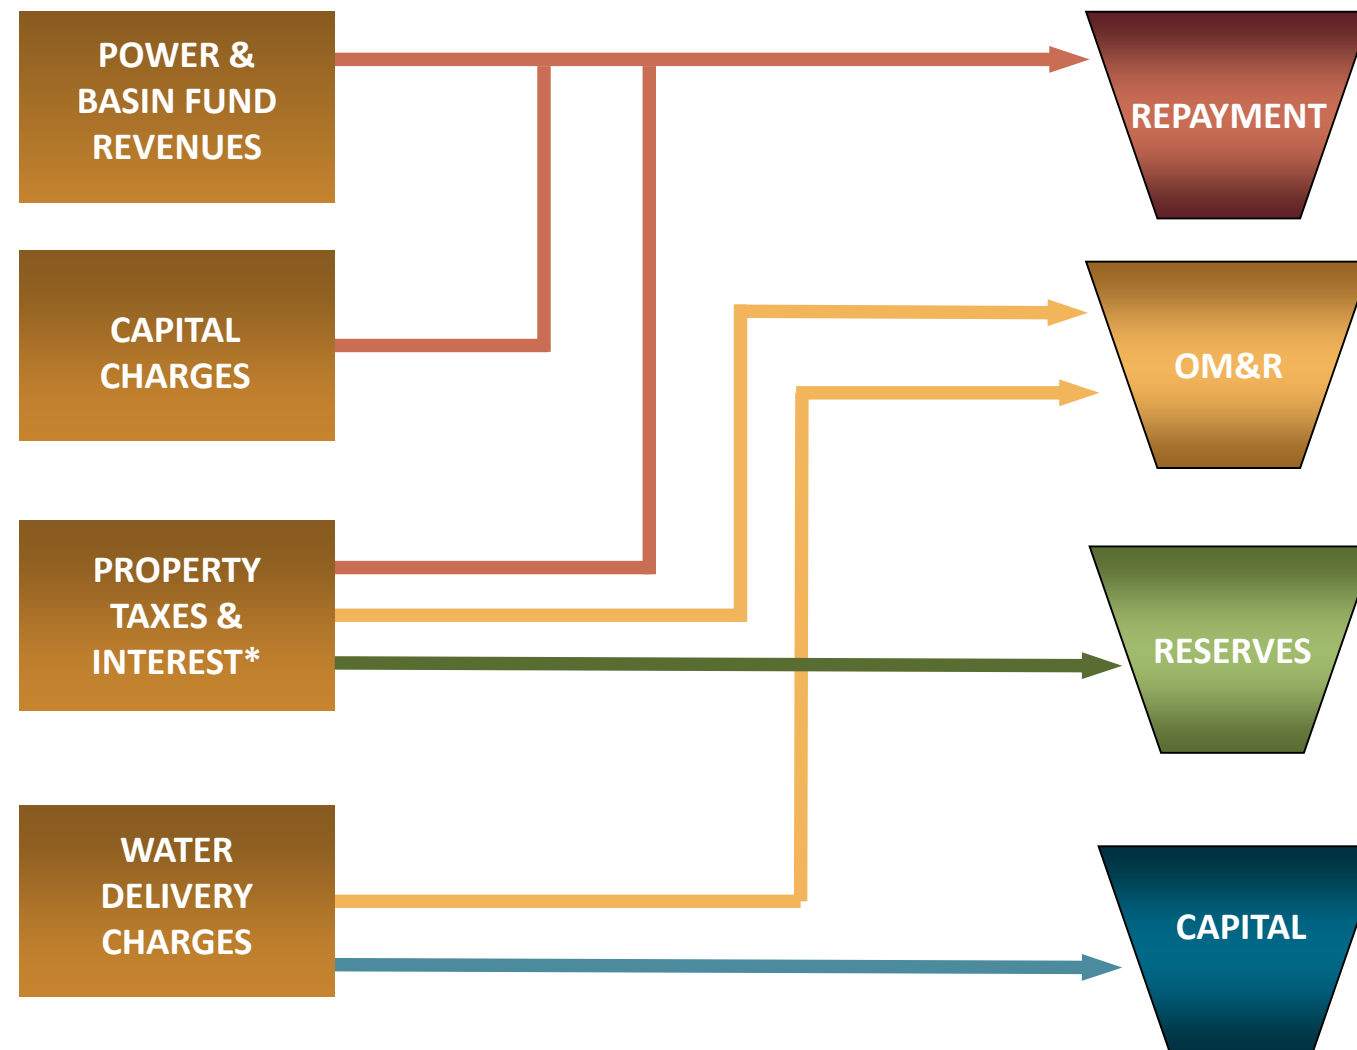 POWER &
BASIN FUND
REVENUES
REPAYMENT
CAPITAL
CHARGES
OM&R
PROPERTY
TAXES &
INTEREST*
RESERVES
WATER
DELIVERY
CHARGES
CAPITAL